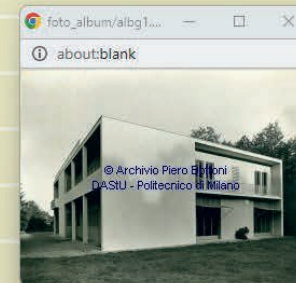 foto_album/albg1....
about:blank
© Archivio Piero Bottoni
DAStU - Politecnico di Milano